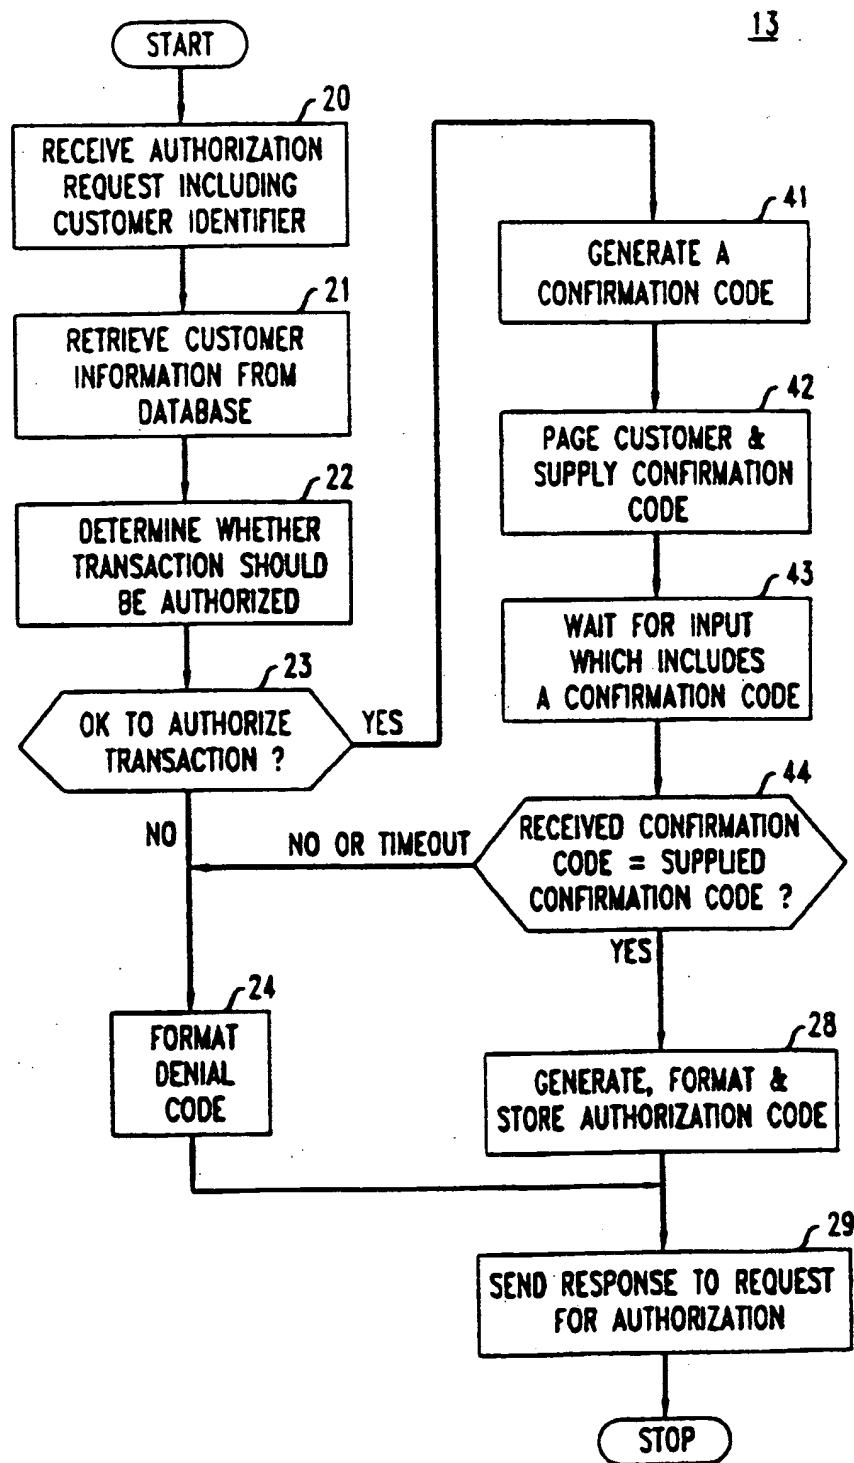 13
START
20
RECEIVE AUTHORIZATION
REQUEST INCLUDING
CUSTOMER IDENTIFIER
21
RETRIEVE CUSTOMER
INFORMATION FROM
DATABASE
22
DETERMINE WHETHER
TRANSACTION SHOULD
BE AUTHORIZED
23
OK TO AUTHORIZE
TRANSACTION ?
YES
NO
41
GENERATE A
CONFIRMATION CODE
42
PAGE CUSTOMER &
SUPPLY CONFIRMATION
CODE
43
WAIT FOR INPUT
WHICH INCLUDES
A CONFIRMATION CODE
44
RECEIVED CONFIRMATION
CODE = SUPPLIED
CONFIRMATION CODE ?
NO OR TIMEOUT
YES
24
FORMAT
DENIAL
CODE
28
GENERATE, FORMAT &
STORE AUTHORIZATION CODE
29
SEND RESPONSE TO REQUEST
FOR AUTHORIZATION
STOP